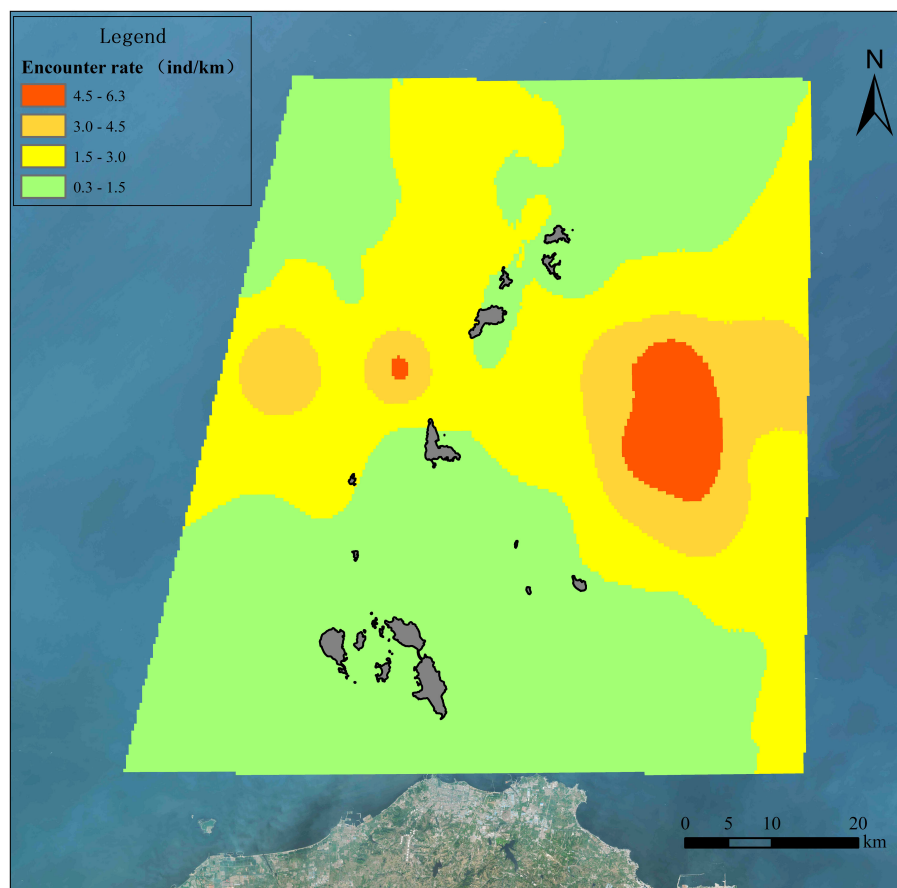 Legend
Encounter rate （ind/km）
4.5 - 6.3
3.0 - 4.5
1.5 - 3.0
0.3 - 1.5
N
0 5 10 20
km